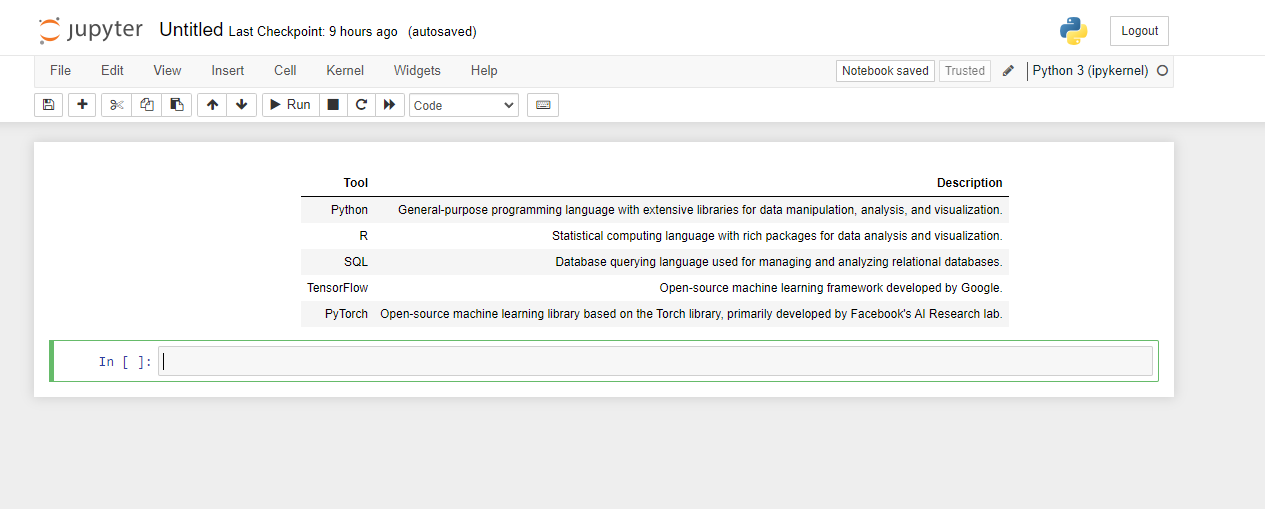 jupyter Untitled Last Checkpoint: 9 hours ago (autosaved) Logout
File Edit View Insert Cell Kernel Widgets Help Notebook saved Trusted Python 3 (ipykernel)
Run Code
Tool Description
Python General-purpose programming language with extensive libraries for data manipulation, analysis, and visualization.
R Statistical computing language with rich packages for data analysis and visualization.
SQL Database querying language used for managing and analyzing relational databases.
TensorFlow Open-source machine learning framework developed by Google.
PyTorch Open-source machine learning library based on the Torch library, primarily developed by Facebook's AI Research lab.
In [ ]: